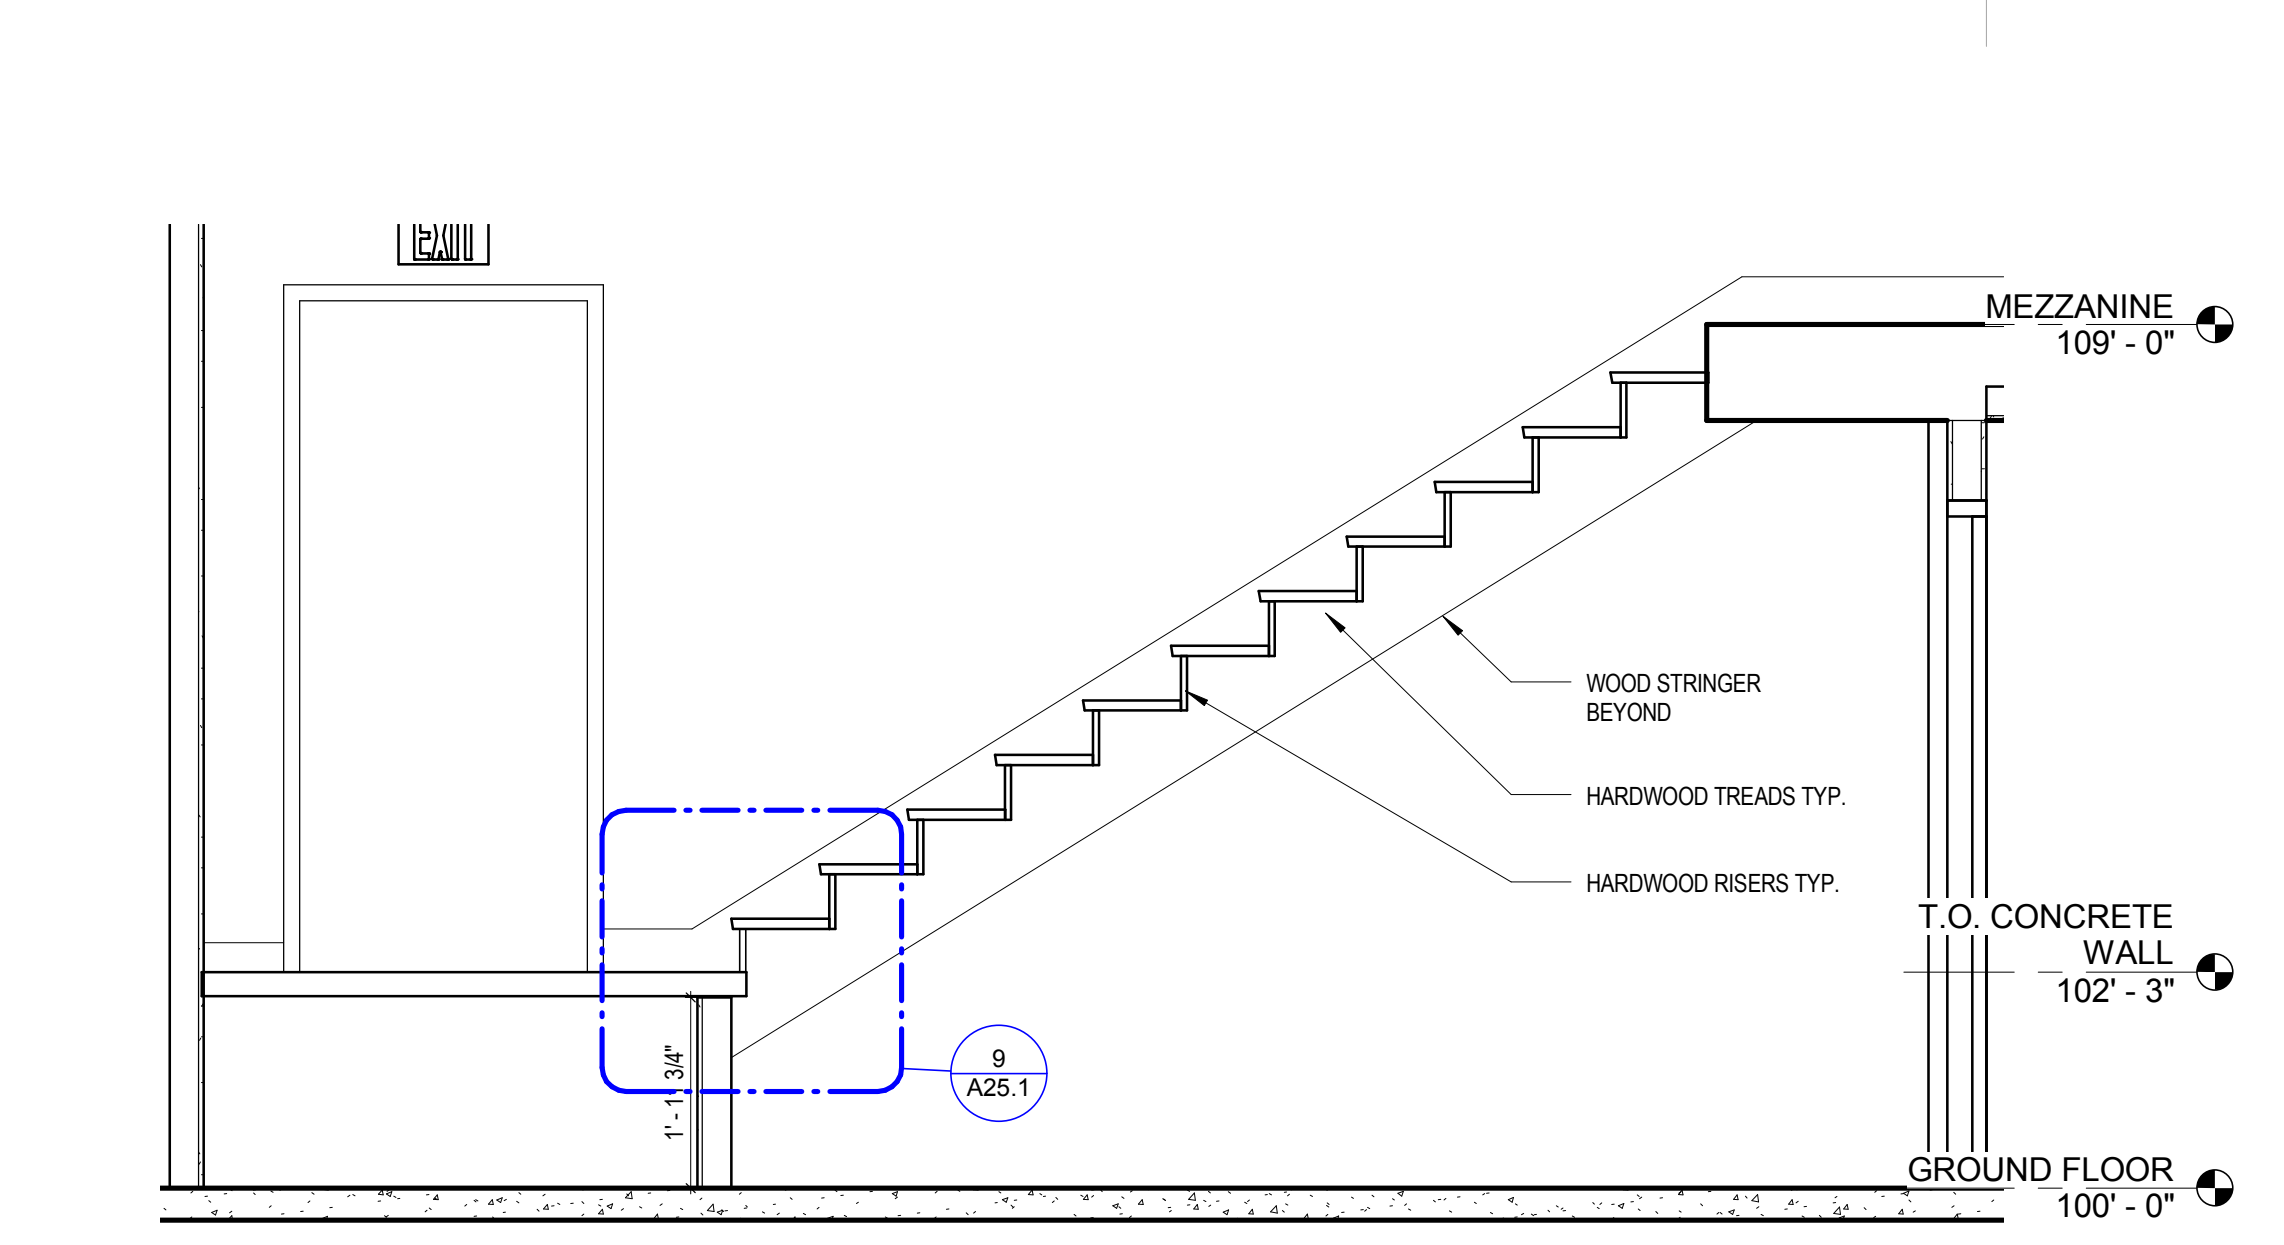 EXIT
MEZZANINE
109' - 0"
WOOD STRINGER
BEYOND
HARDWOOD TREADS TYP.
HARDWOOD RISERS TYP.
T.O. CONCRETE
WALL
102' - 3"
9
A25.1
1' - 11 3/4"
GROUND FLOOR
100' - 0"